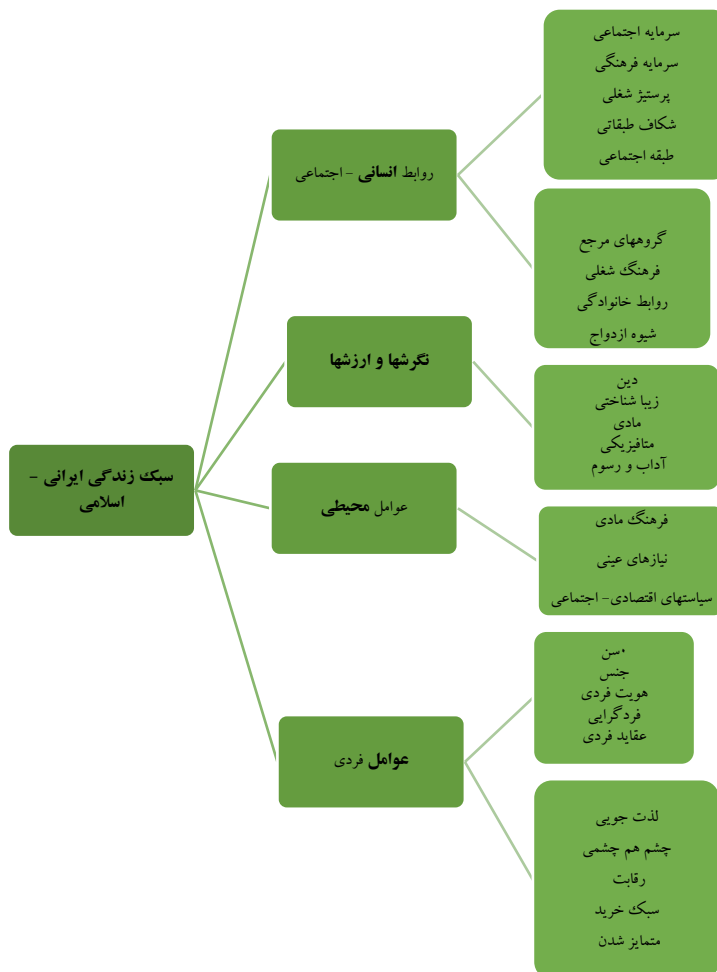 سبک زندگی ایرانی –
اسلامی
روابط انسانی – اجتماعی
سرمایه اجتماعی
سرمایه فرهنگی
پرستیژ شغلی
شکاف طبقاتی
طبقه اجتماعی
گروههای مرجع
فرهنگ شغلی
روابط خانوادگی
شیوه ازدواج
نگرشها و ارزشها
دین
زیبا شناختی
مادی
متافیزیکی
آداب و رسوم
عوامل محیطی
فرهنگ مادی
نیازهای عینی
سیاستهای اقتصادی– اجتماعی
عوامل فردی
۰سن
جنس
هویت فردی
فردگرایی
عقاید فردی
لذت جویی
چشم هم چشمی
رقابت
سبک خرید
متمایز شدن